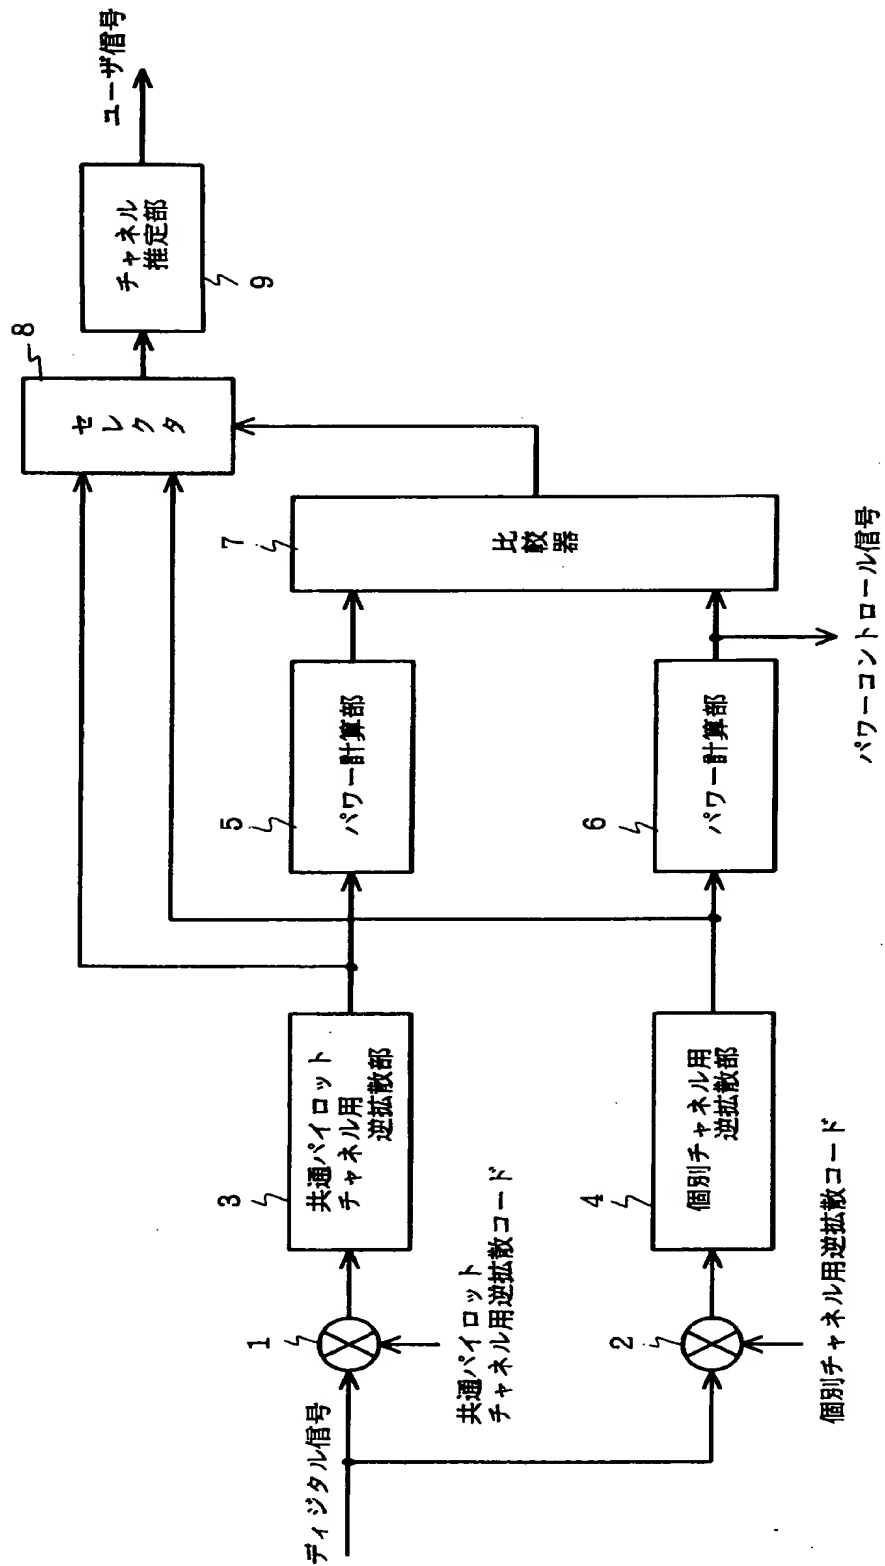 ディジタル信号
1
共通パイロット
チャネル用逆拡散コード
2
個別チャネル用逆拡散コード
3
共通パイロット
チャネル用
逆拡散部
4
個別チャネル用
逆拡散部
5
パワー計算部
6
パワー計算部
7
比較器
パワーコントロール信号
8
セレクタ
9
チャネル
推定部
ユーザ信号